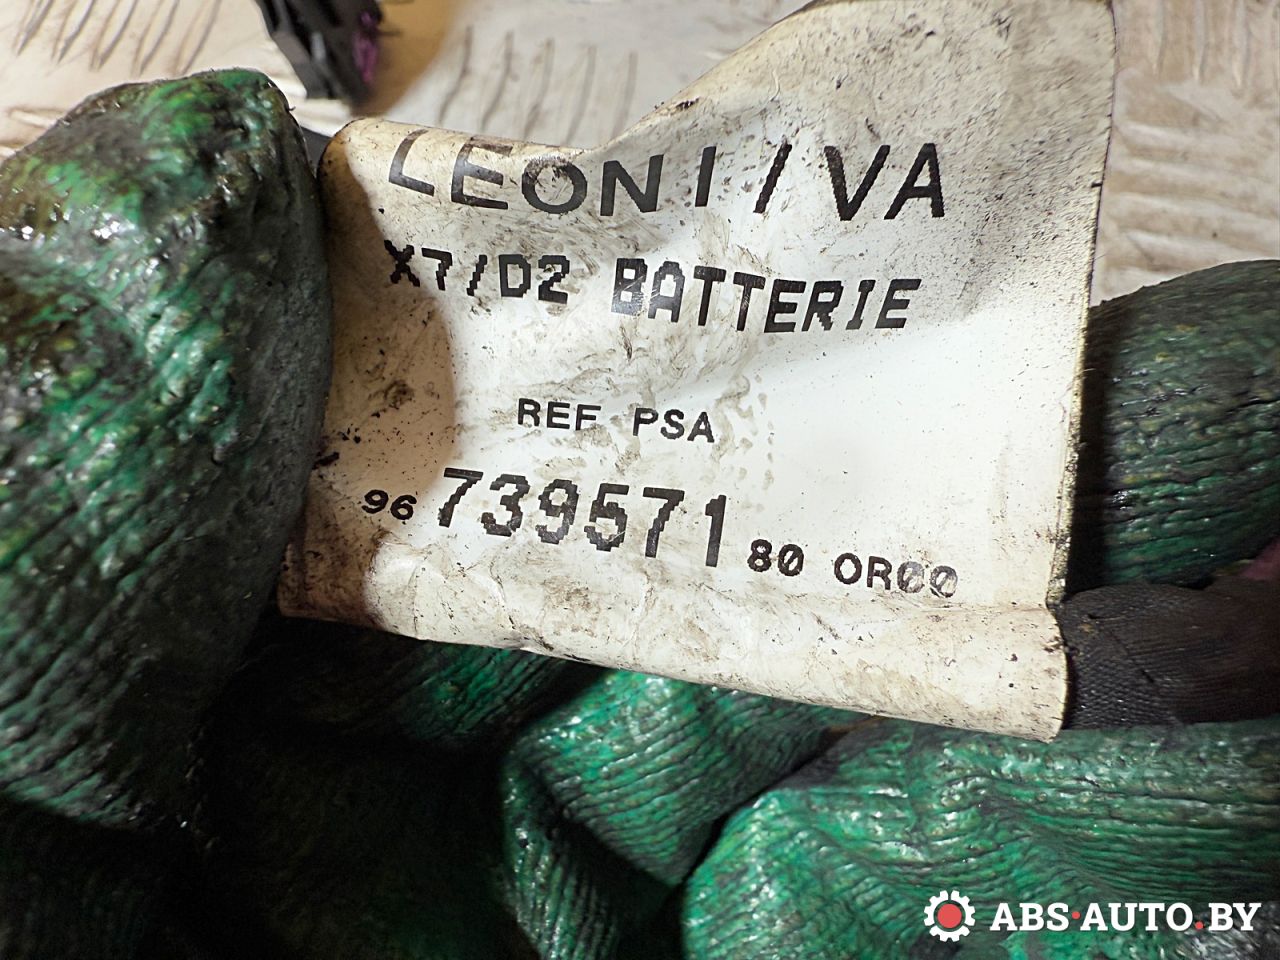 LEONI/VA
X7/D2 BATTERIE
REF PSA
96 739571 80 OR00
ABS·AUTO.BY